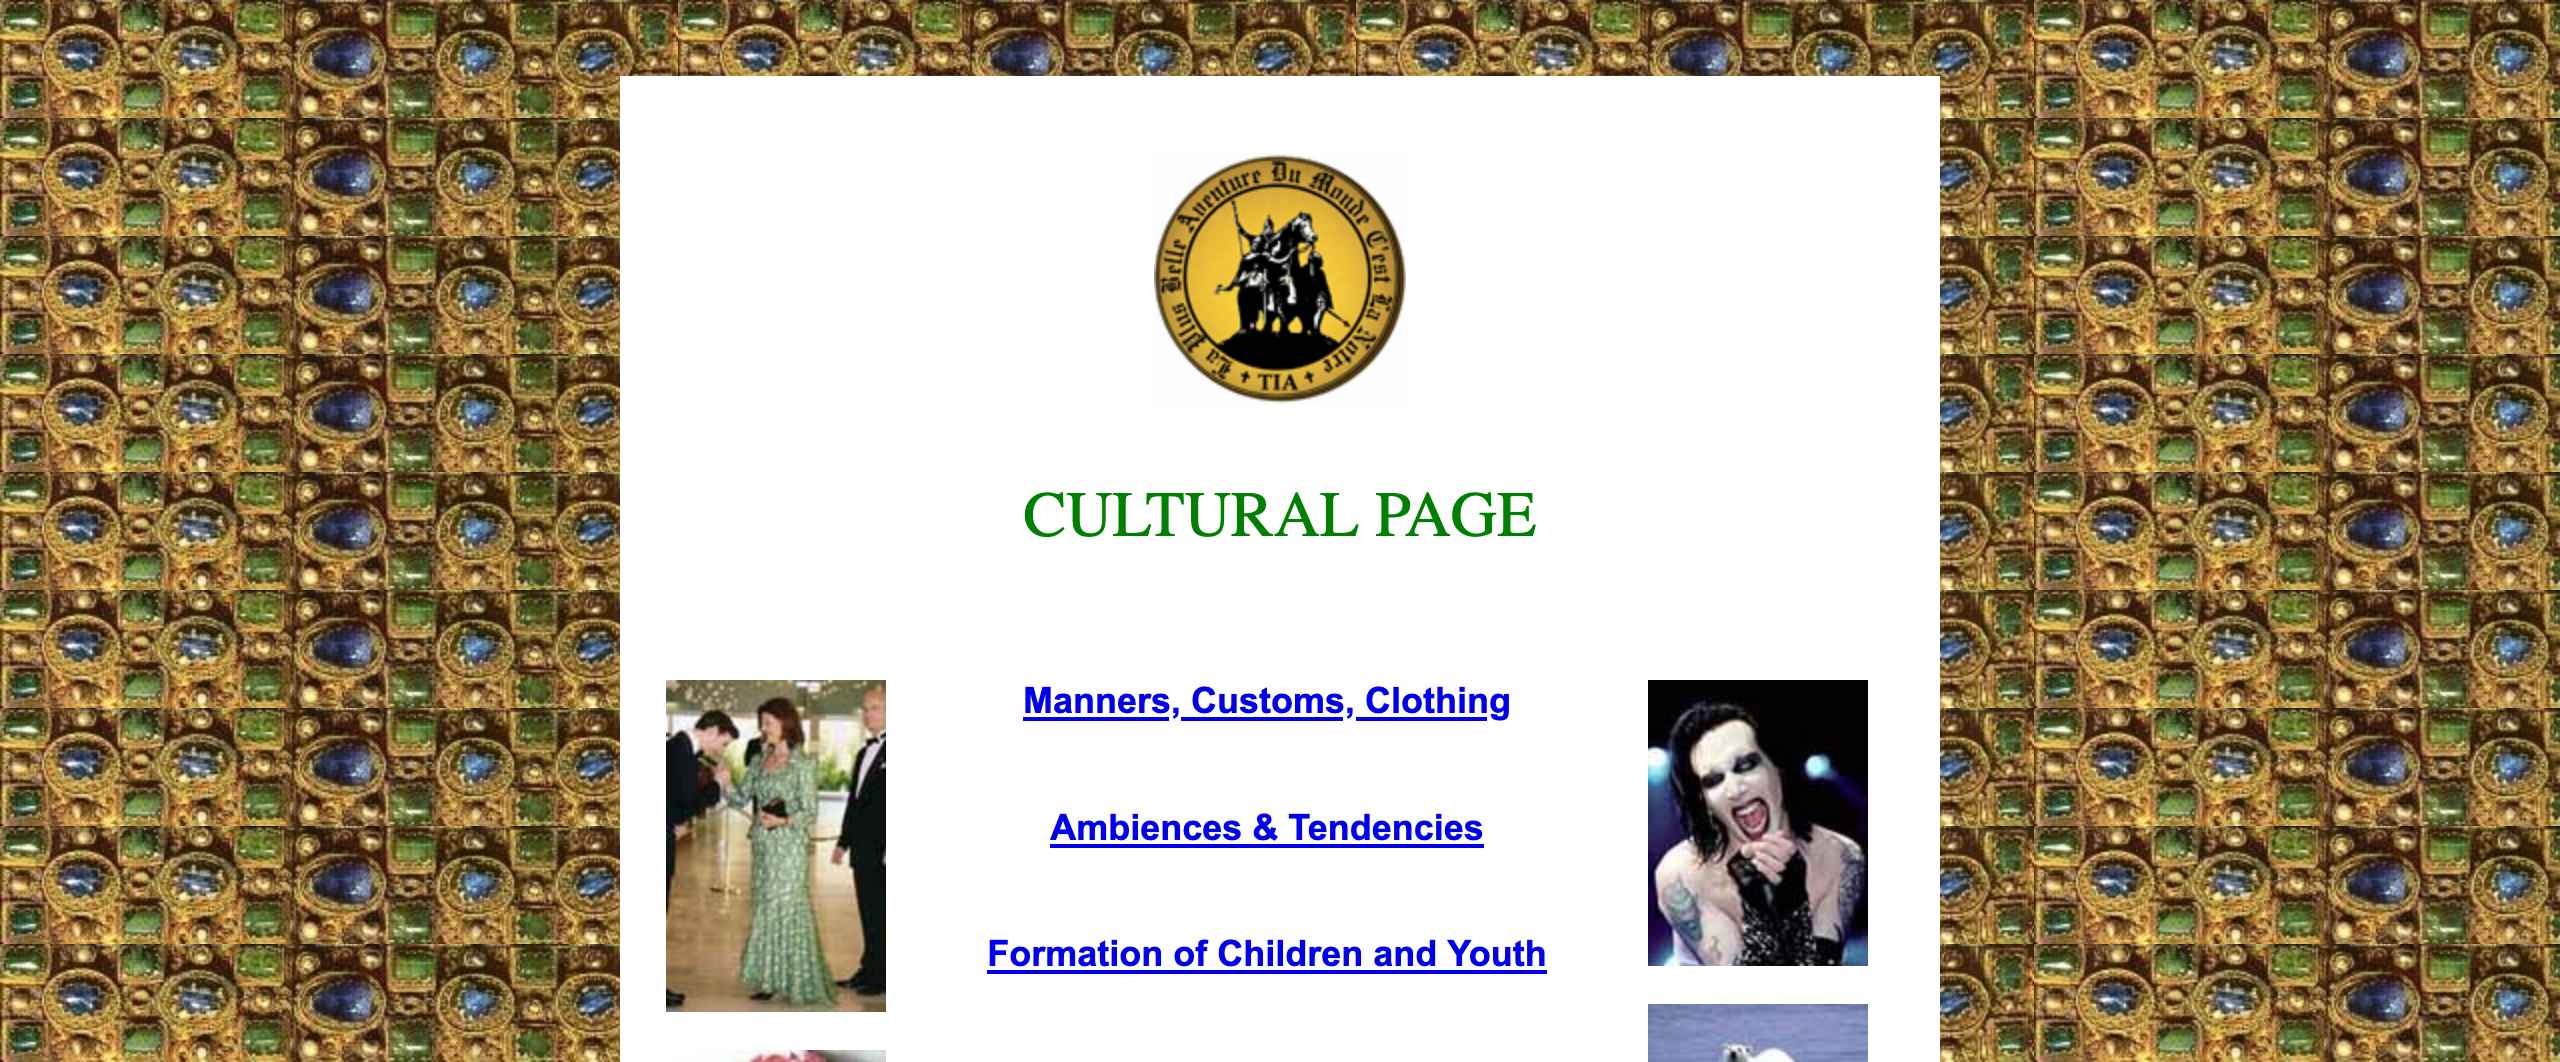 La Plus Belle Aventure Du Monde C'est La Notre
TIA
CULTURAL PAGE
Manners, Customs, Clothing
Ambiences & Tendencies
Formation of Children and Youth